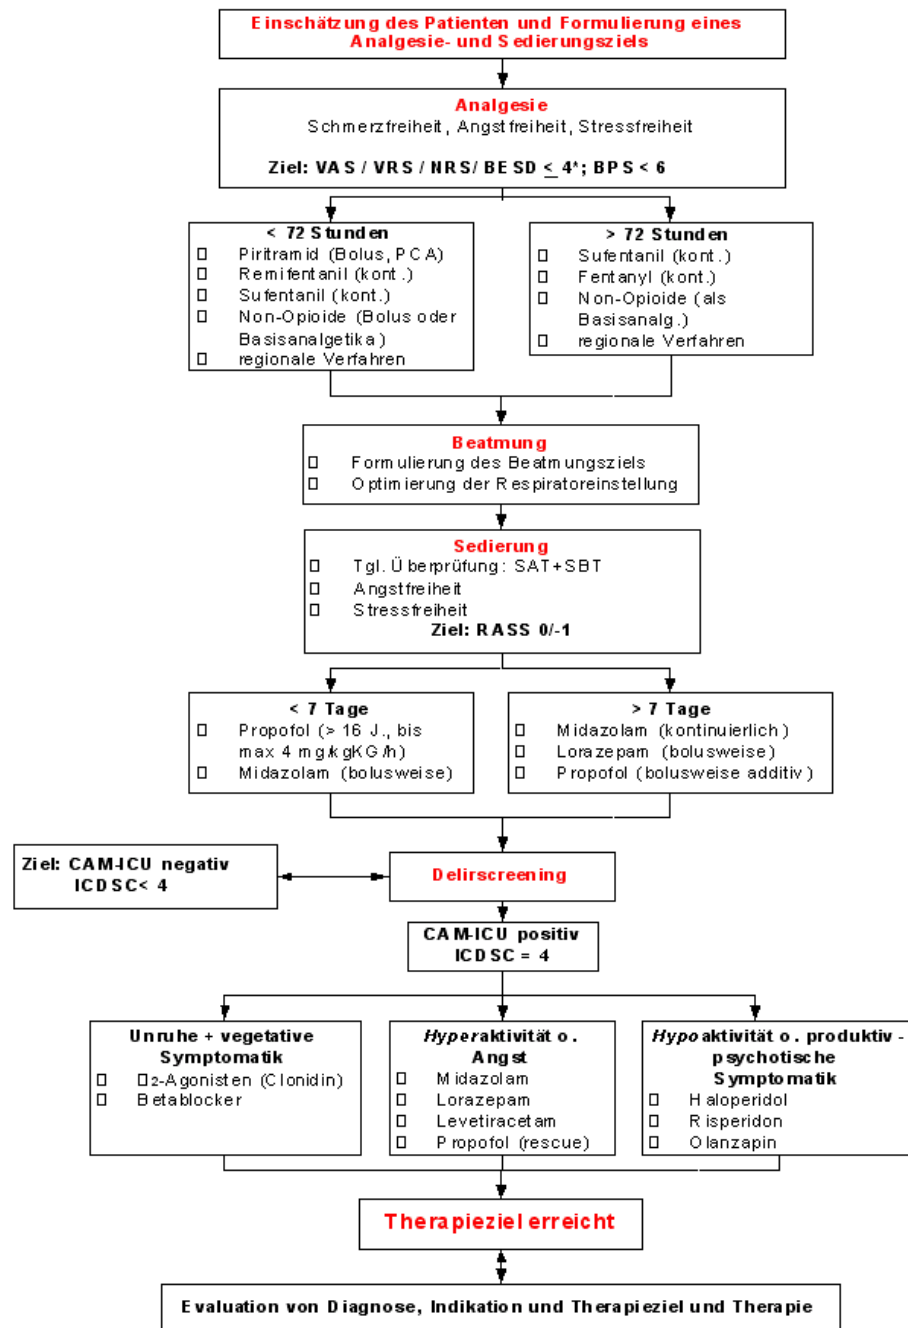 Einschätzung des Patienten und Formulierung eines
Analgesie- und Sedierungsziels
Analgesie
Schmerzfreiheit, Angstfreiheit, Stressfreiheit
Ziel: VAS / VRS / NRS/ BESD ≤ 4*; BPS < 6
< 72 Stunden
Piritramid (Bolus, PCA)
Remifentanil (kont.)
Sufentanil (kont.)
Non-Opioide (Bolus oder
Basisanalgetika)
regionale Verfahren
> 72 Stunden
Sufentanil (kont.)
Fentanyl (kont.)
Non-Opioide (als
Basisanalg.)
regionale Verfahren
Beatmung
Formulierung des Beatmungsziels
Optimierung der Respiratoreinstellung
Sedierung
Tgl. Überprüfung: SAT+SBT
Angstfreiheit
Stressfreiheit
Ziel: RASS 0/-1
< 7 Tage
Propofol (> 16 J., bis
max 4 mg/kgKG/h)
Midazolam (bolusweise)
> 7 Tage
Midazolam (kontinuierlich)
Lorazepam (bolusweise)
Propofol (bolusweise additiv)
Ziel: CAM-ICU negativ
ICDSC< 4
Delirscreening
CAM-ICU positiv
ICDSC = 4
Unruhe + vegetative
Symptomatik
□2-Agonisten (Clonidin)
Betablocker
Hyperaktivität o.
Angst
Midazolam
Lorazepam
Levetiracetam
Propofol (rescue)
Hypoaktivität o. produktiv -
psychotische
Symptomatik
Haloperidol
Risperidon
Olanzapin
Therapieziel erreicht
Evaluation von Diagnose, Indikation und Therapieziel und Therapie